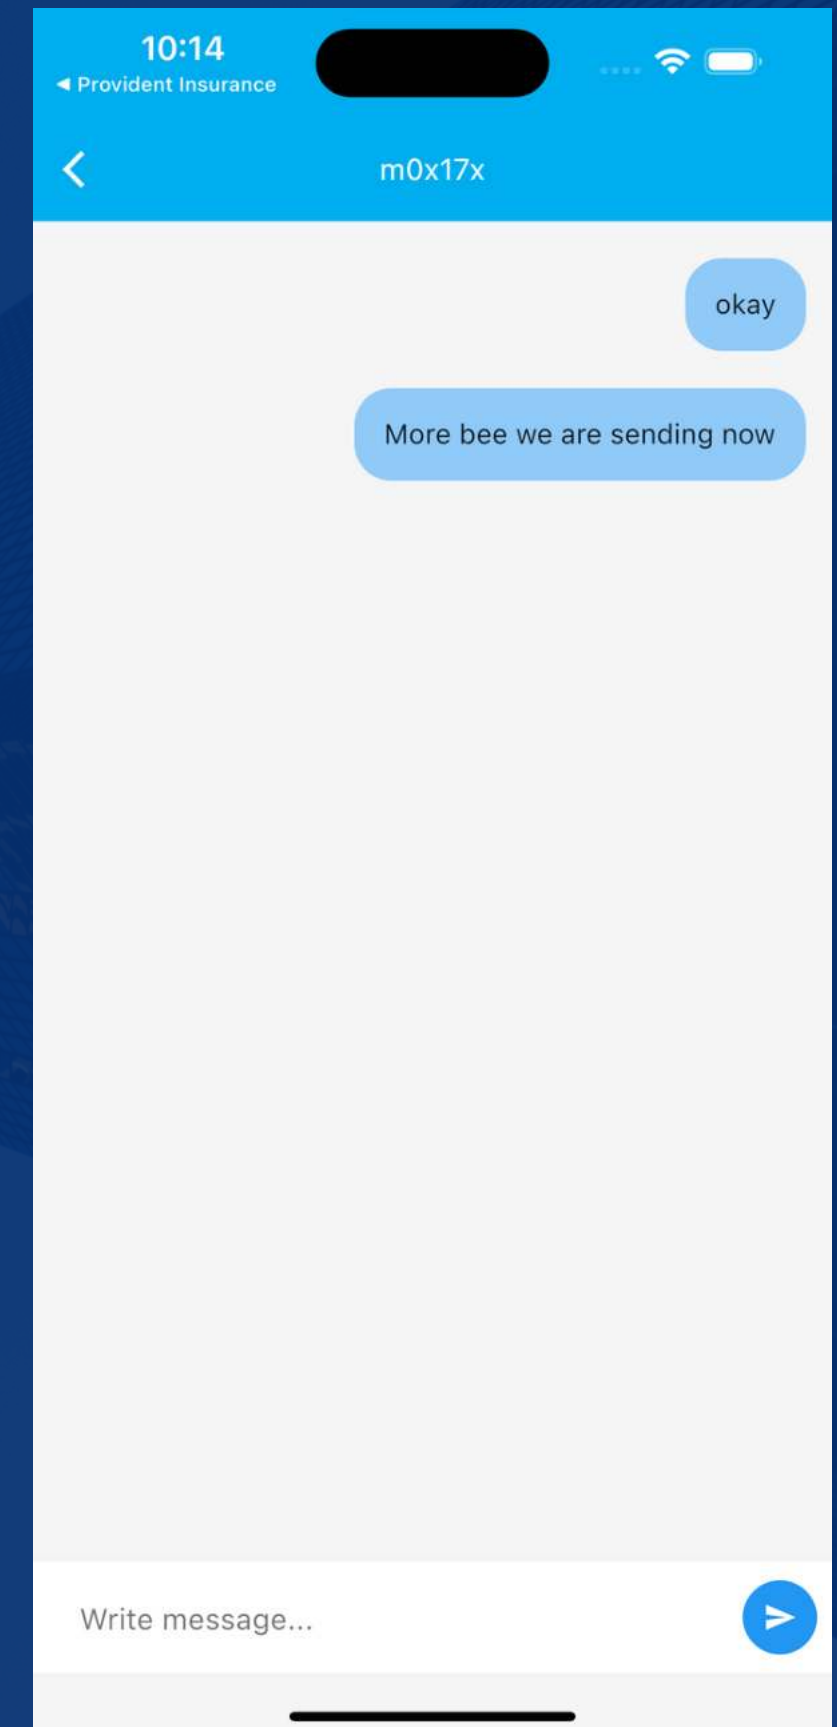 10:14
◀ Provident Insurance
m0x17x
okay
More bee we are sending now
Write message...